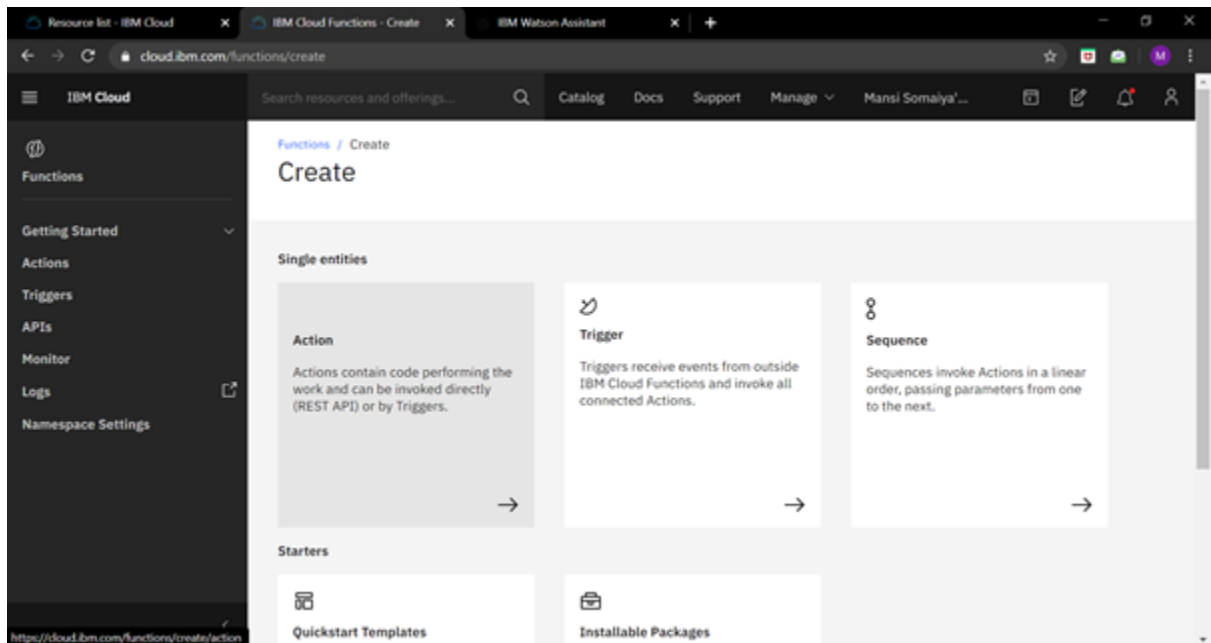 Resource list - IBM Cloud
IBM Cloud Functions - Create
IBM Watson Assistant
cloud.ibm.com/functions/create
M
IBM Cloud
Search resources and offerings...
Catalog
Docs
Support
Manage
Mansi Somaiya'...
Functions
Getting Started
Actions
Triggers
APIs
Monitor
Logs
Namespace Settings
Functions / Create
Create
Single entities
Action
Actions contain code performing the
work and can be invoked directly
(REST API) or by Triggers.
Trigger
Triggers receive events from outside
IBM Cloud Functions and invoke all
connected Actions.
Sequence
Sequences invoke Actions in a linear
order, passing parameters from one
to the next.
Starters
Quickstart Templates
Installable Packages
https://cloud.ibm.com/functions/create/action